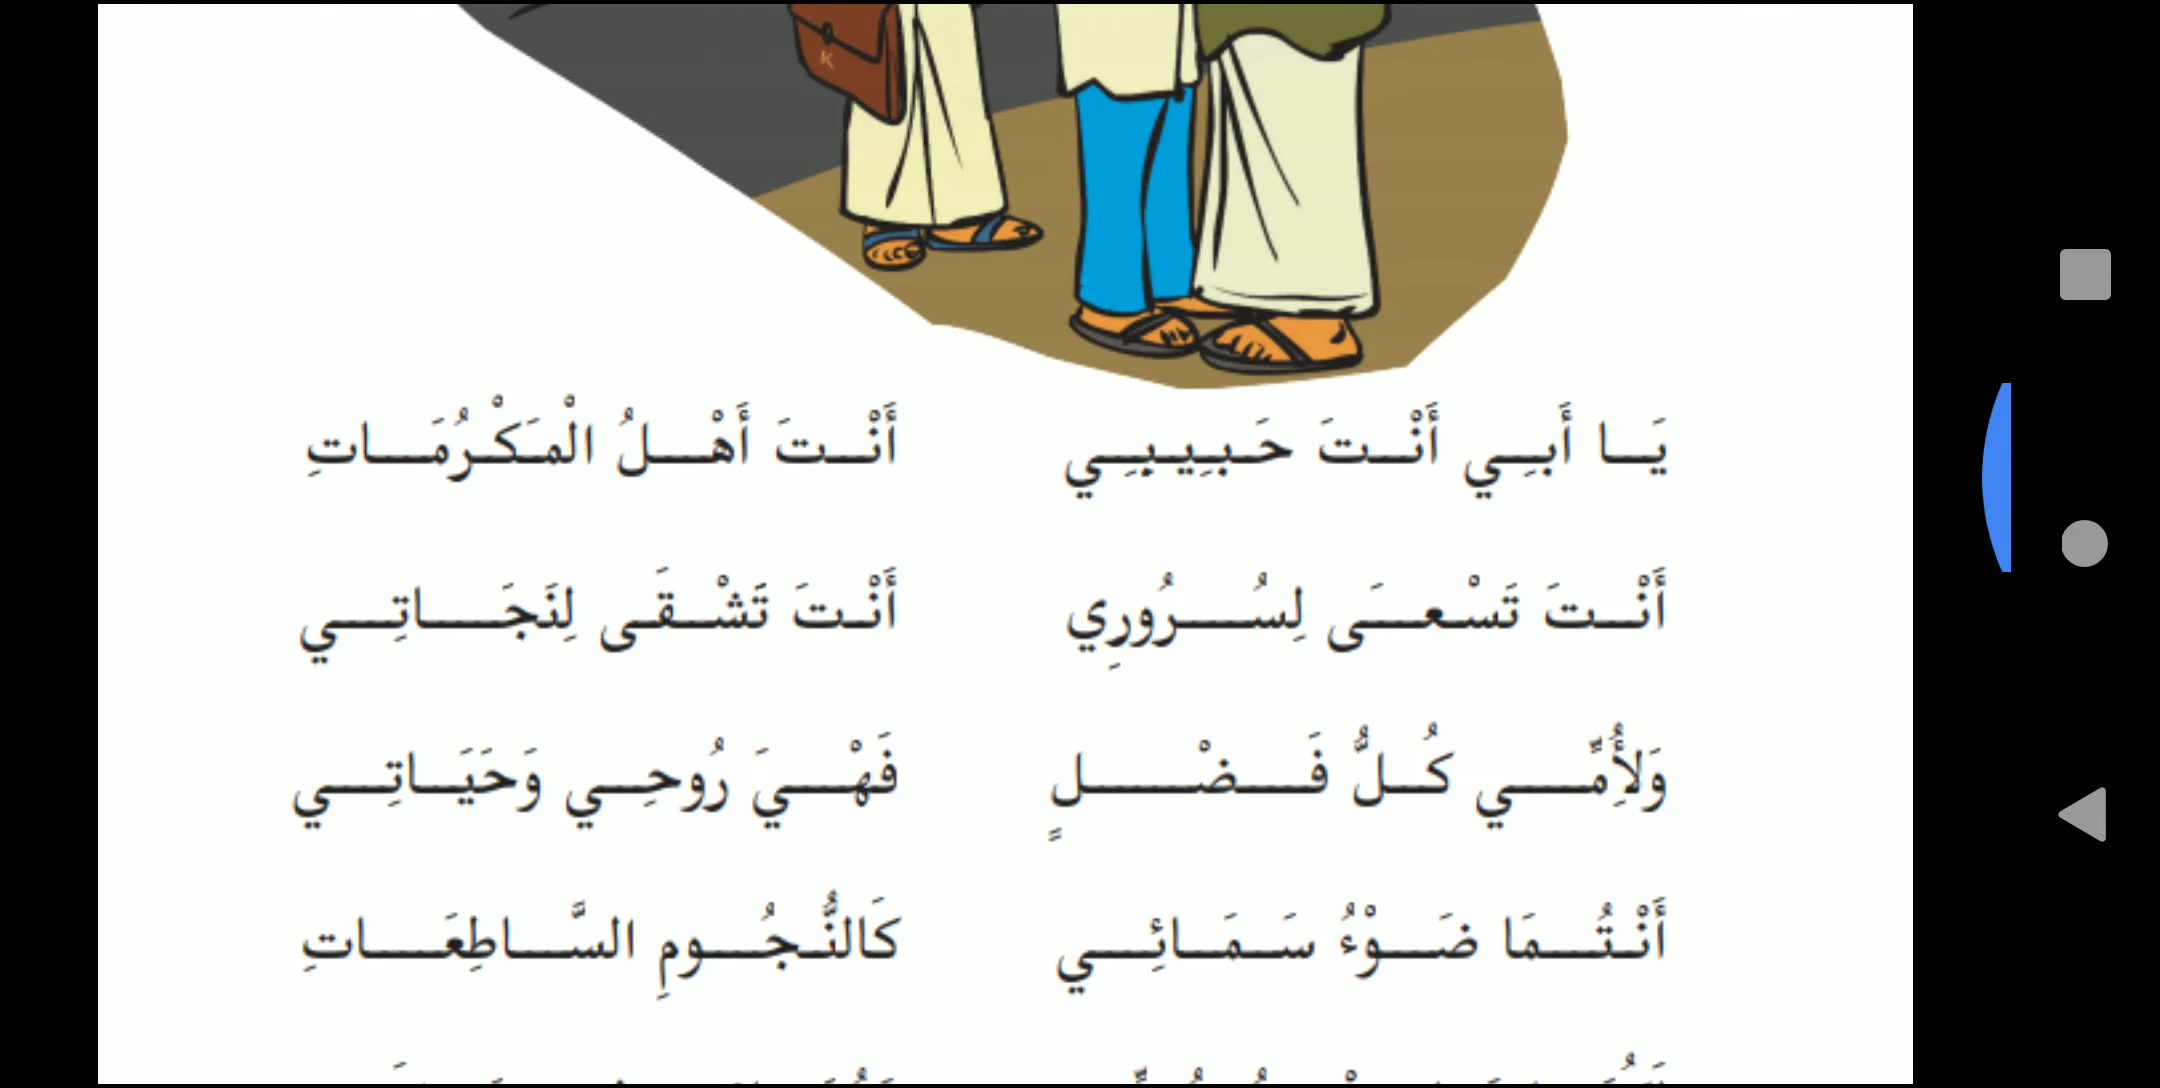 K
يَا أَبِي أَنْتَ حَبِيبِي أَنْتَ أَهْلُ الْمَكْرُمَاتِ
أَنْتَ تَسْعَى لِسُرُورِي أَنْتَ تَشْقَى لِنَجَاتِي
وَلِأُمِّي كُلُّ فَضْلٍ فَهْيَ رُوحِي وَحَيَاتِي
أَنْتُمَا ضَوْءُ سَمَائِي كَالنُّجُومِ السَّاطِعَاتِ